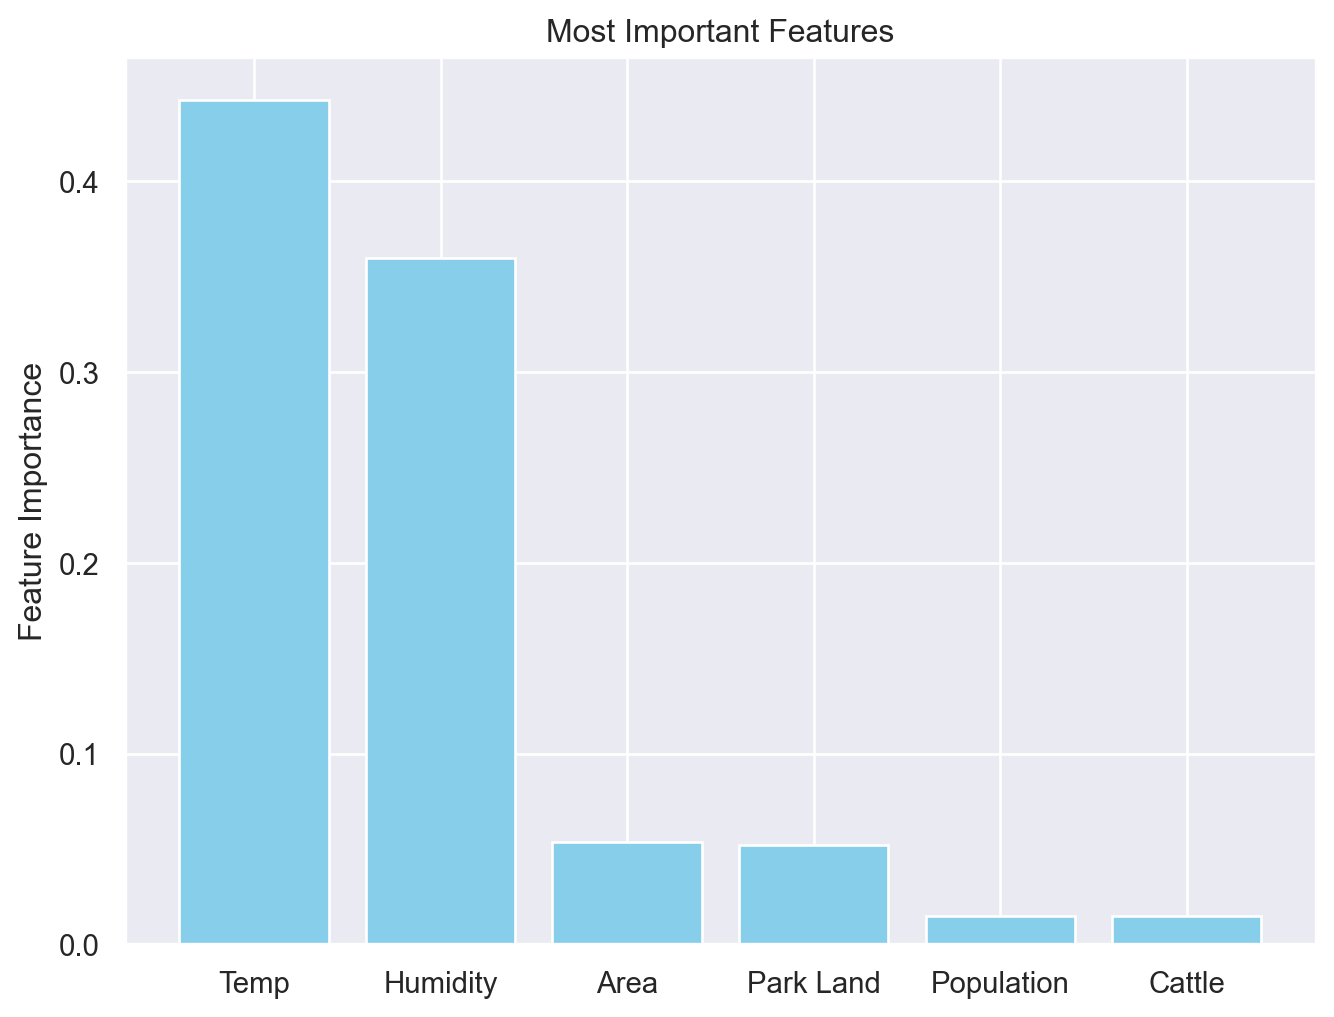 Most Important Features
Feature Importance
0.4
0.3
0.2
0.1
0.0
Temp
Humidity
Area
Park Land
Population
Cattle